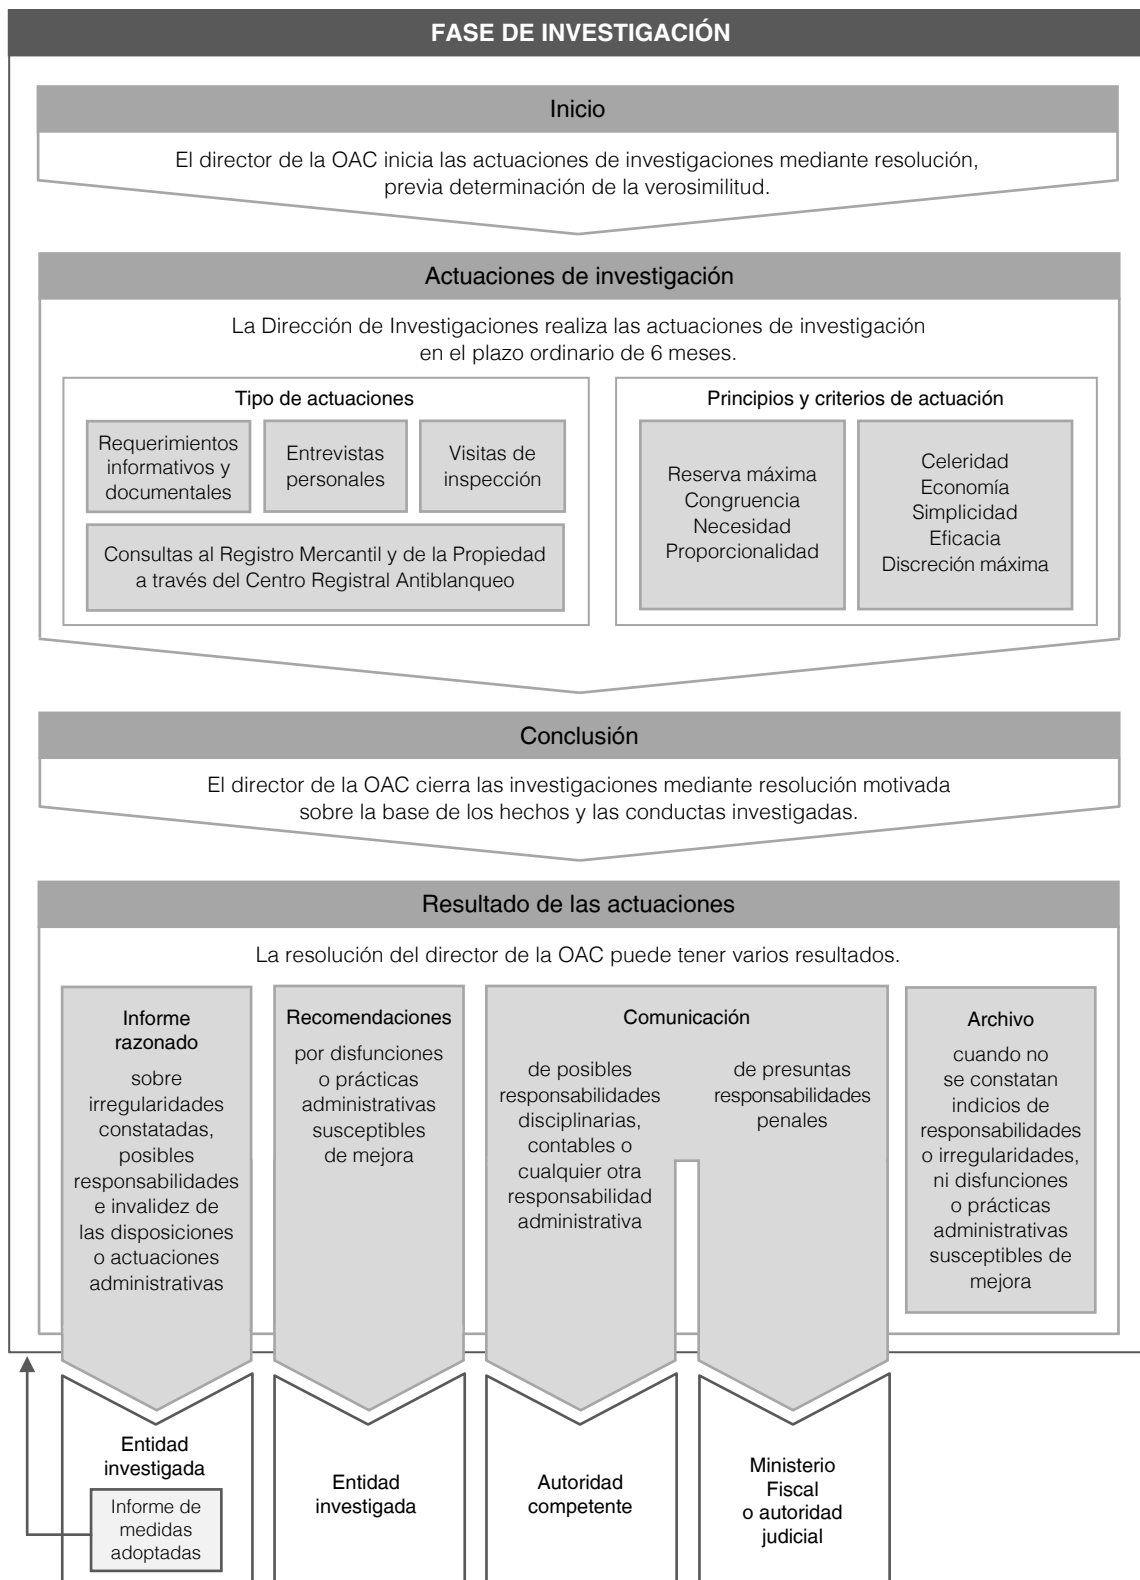 FASE DE INVESTIGACIÓN
Inicio
El director de la OAC inicia las actuaciones de investigaciones mediante resolución,
previa determinación de la verosimilitud.
Actuaciones de investigación
La Dirección de Investigaciones realiza las actuaciones de investigación
en el plazo ordinario de 6 meses.
Tipo de actuaciones
Requerimientos
informativos y
documentales
Entrevistas
personales
Visitas de
inspección
Consultas al Registro Mercantil y de la Propiedad
a través del Centro Registral Antiblanqueo
Principios y criterios de actuación
Reserva máxima
Congruencia
Necesidad
Proporcionalidad
Celeridad
Economía
Simplicidad
Eficacia
Discreción máxima
Conclusión
El director de la OAC cierra las investigaciones mediante resolución motivada
sobre la base de los hechos y las conductas investigadas.
Resultado de las actuaciones
La resolución del director de la OAC puede tener varios resultados.
Informe
razonado
sobre
irregularidades
constatadas,
posibles
responsabilidades
e invalidez de
las disposiciones
o actuaciones
administrativas
Recomendaciones
por disfunciones
o prácticas
administrativas
susceptibles
de mejora
Comunicación
de posibles
responsabilidades
disciplinarias,
contables o
cualquier otra
responsabilidad
administrativa
de presuntas
responsabilidades
penales
Archivo
cuando no
se constatan
indicios de
responsabilidades
o irregularidades,
ni disfunciones
o prácticas
administrativas
susceptibles de
mejora
Entidad
investigada
Informe de
medidas
adoptadas
Entidad
investigada
Autoridad
competente
Ministerio
Fiscal
o autoridad
judicial